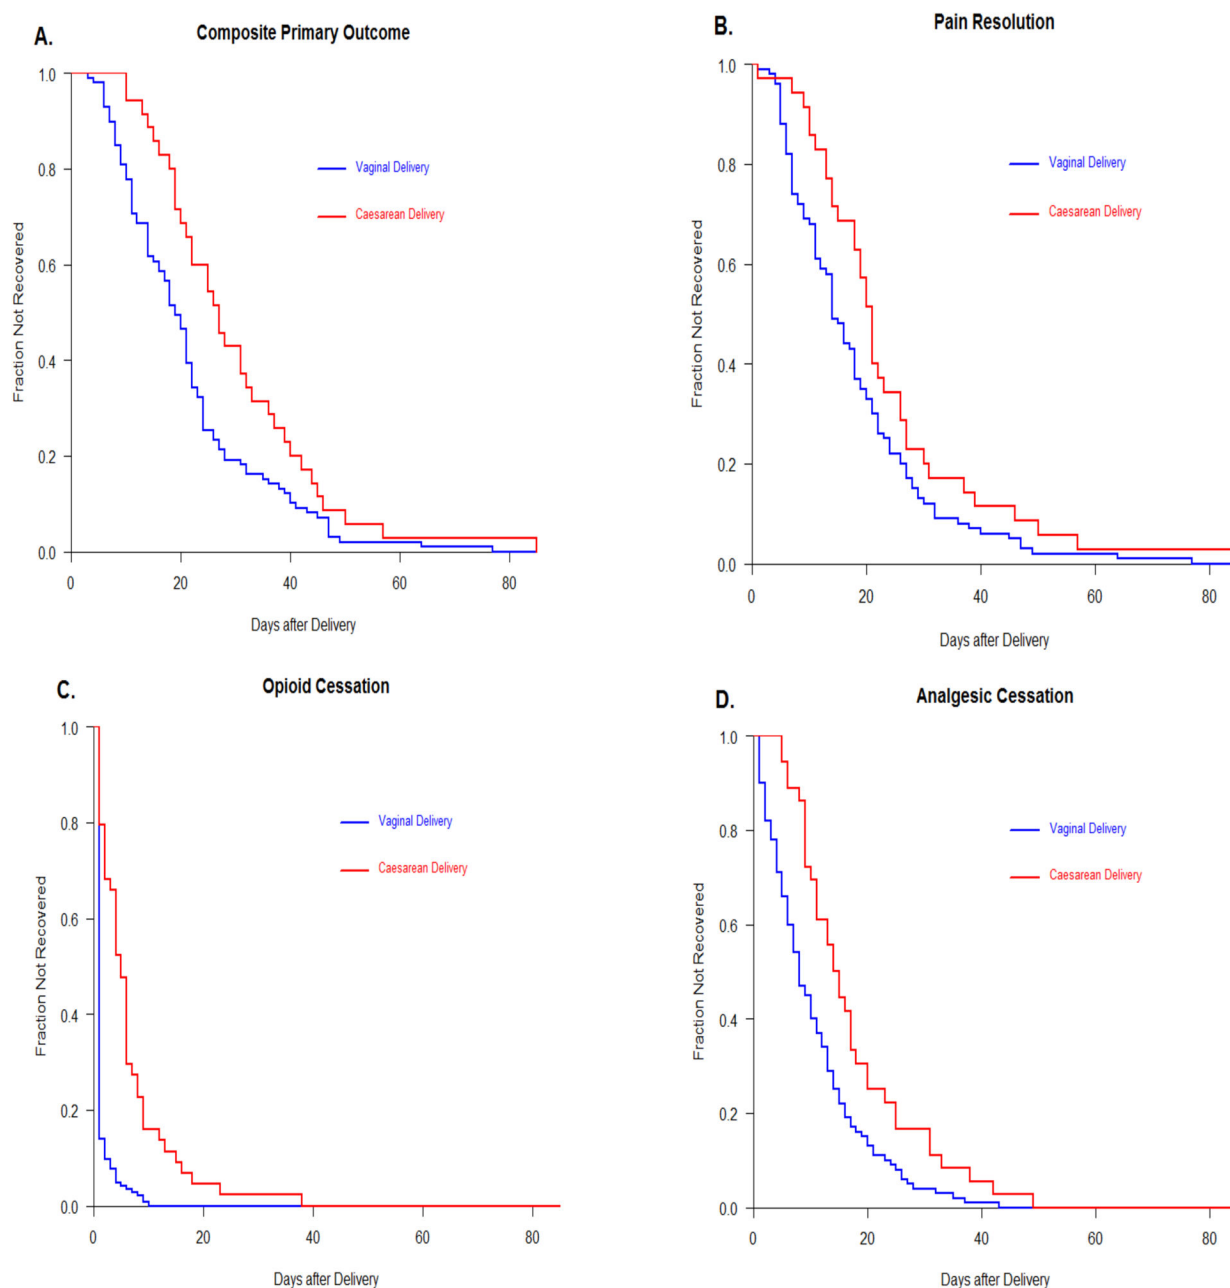 A.
Composite Primary Outcome
1.0
0.8
0.6
0.4
0.2
0.0
Fraction Not Recovered
Vaginal Delivery
Caesarean Delivery
0 20 40 60 80
Days after Delivery
B.
Pain Resolution
1.0
0.8
0.6
0.4
0.2
0.0
Fraction Not Recovered
Vaginal Delivery
Caesarean Delivery
0 20 40 60 80
Days after Delivery
C.
Opioid Cessation
1.0
0.8
0.6
0.4
0.2
0.0
Fraction Not Recovered
Vaginal Delivery
Caesarean Delivery
0 20 40 60 80
Days after Delivery
D.
Analgesic Cessation
1.0
0.8
0.6
0.4
0.2
0.0
Fraction Not Recovered
Vaginal Delivery
Caesarean Delivery
0 20 40 60 80
Days after Delivery